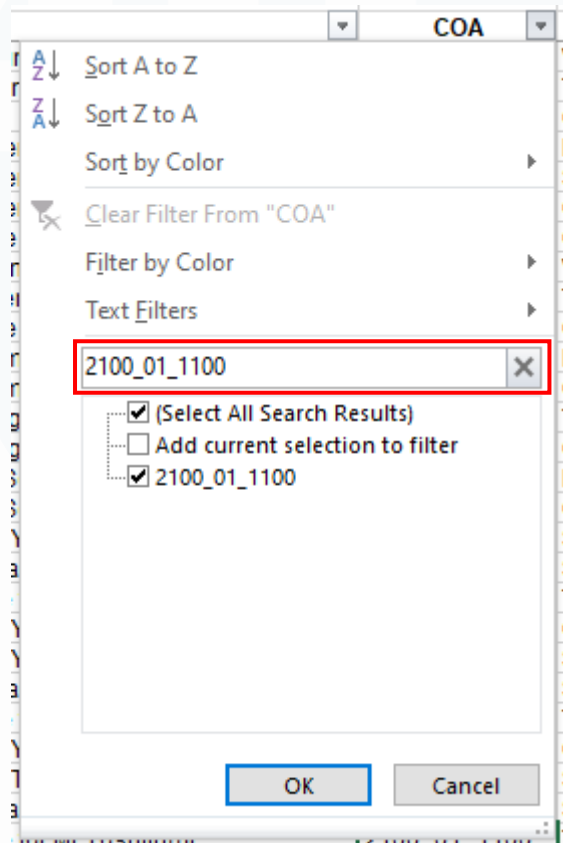 COA
Sort A to Z
Sort Z to A
Sort by Color
Clear Filter From "COA"
Filter by Color
Text Filters
2100_01_1100
(Select All Search Results)
Add current selection to filter
2100_01_1100
OK
Cancel